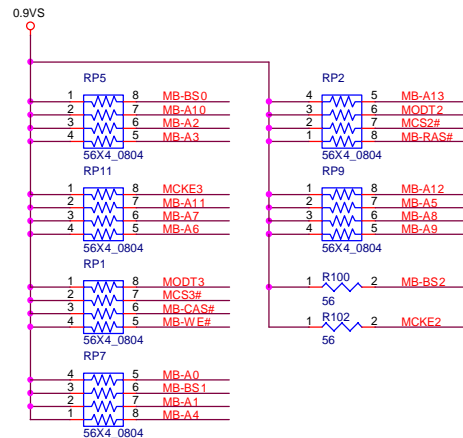 0.9VS
RP5
1 8 MB-BS0
2 7 MB-A10
3 6 MB-A2
4 5 MB-A3
56X4_0804
RP11
1 8 MCKE3
2 7 MB-A11
3 6 MB-A7
4 5 MB-A6
56X4_0804
RP1
1 8 MODT3
2 7 MCS3#
3 6 MB-CAS#
4 5 MB-WE#
56X4_0804
RP7
4 5 MB-A0
3 6 MB-BS1
2 7 MB-A1
1 8 MB-A4
56X4_0804
RP2
4 5 MB-A13
3 6 MODT2
2 7 MCS2#
1 8 MB-RAS#
56X4_0804
RP9
1 8 MB-A12
2 7 MB-A5
3 6 MB-A8
4 5 MB-A9
56X4_0804
R100
1 2 MB-BS2
56
R102
1 2 MCKE2
56